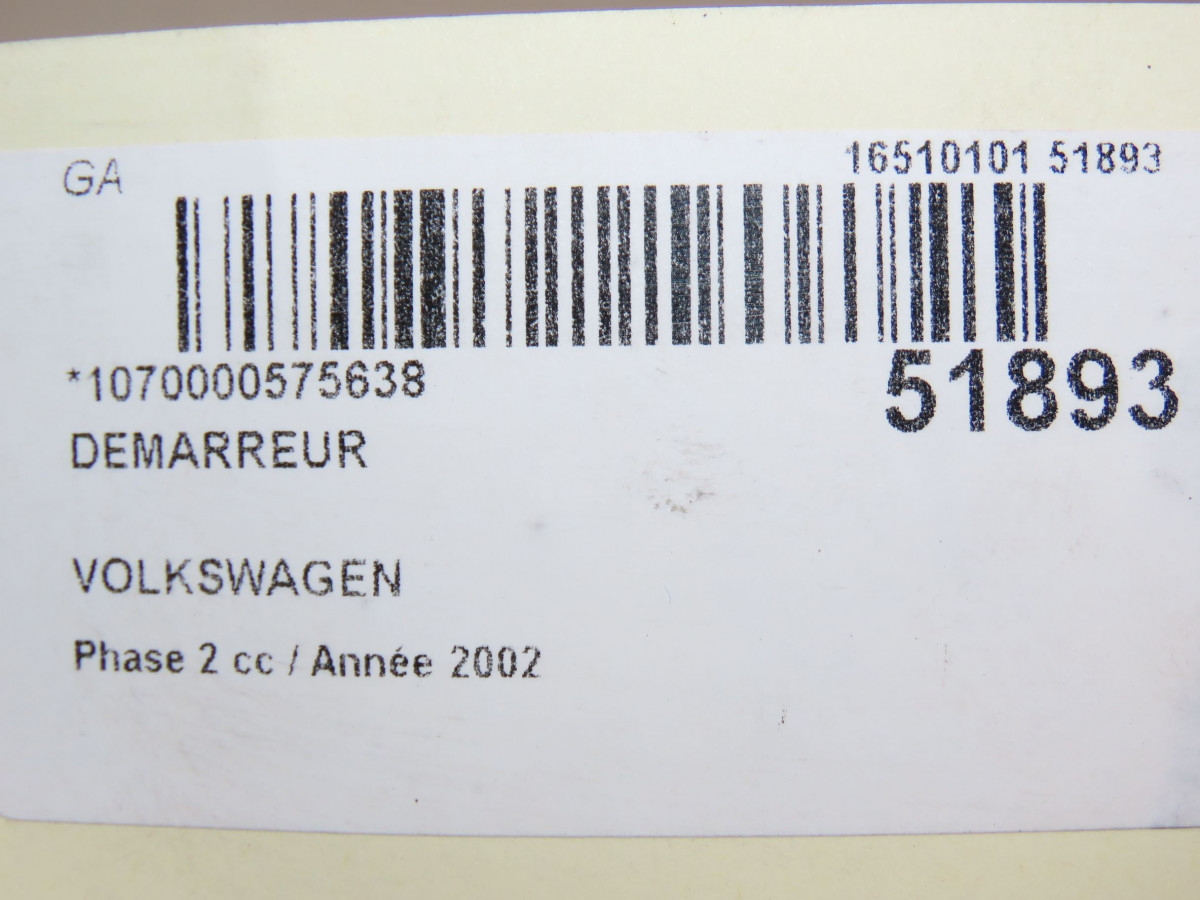 GA
16510101 51893
*1070000575638
51893
DEMARREUR
VOLKSWAGEN
Phase 2 cc / Année 2002